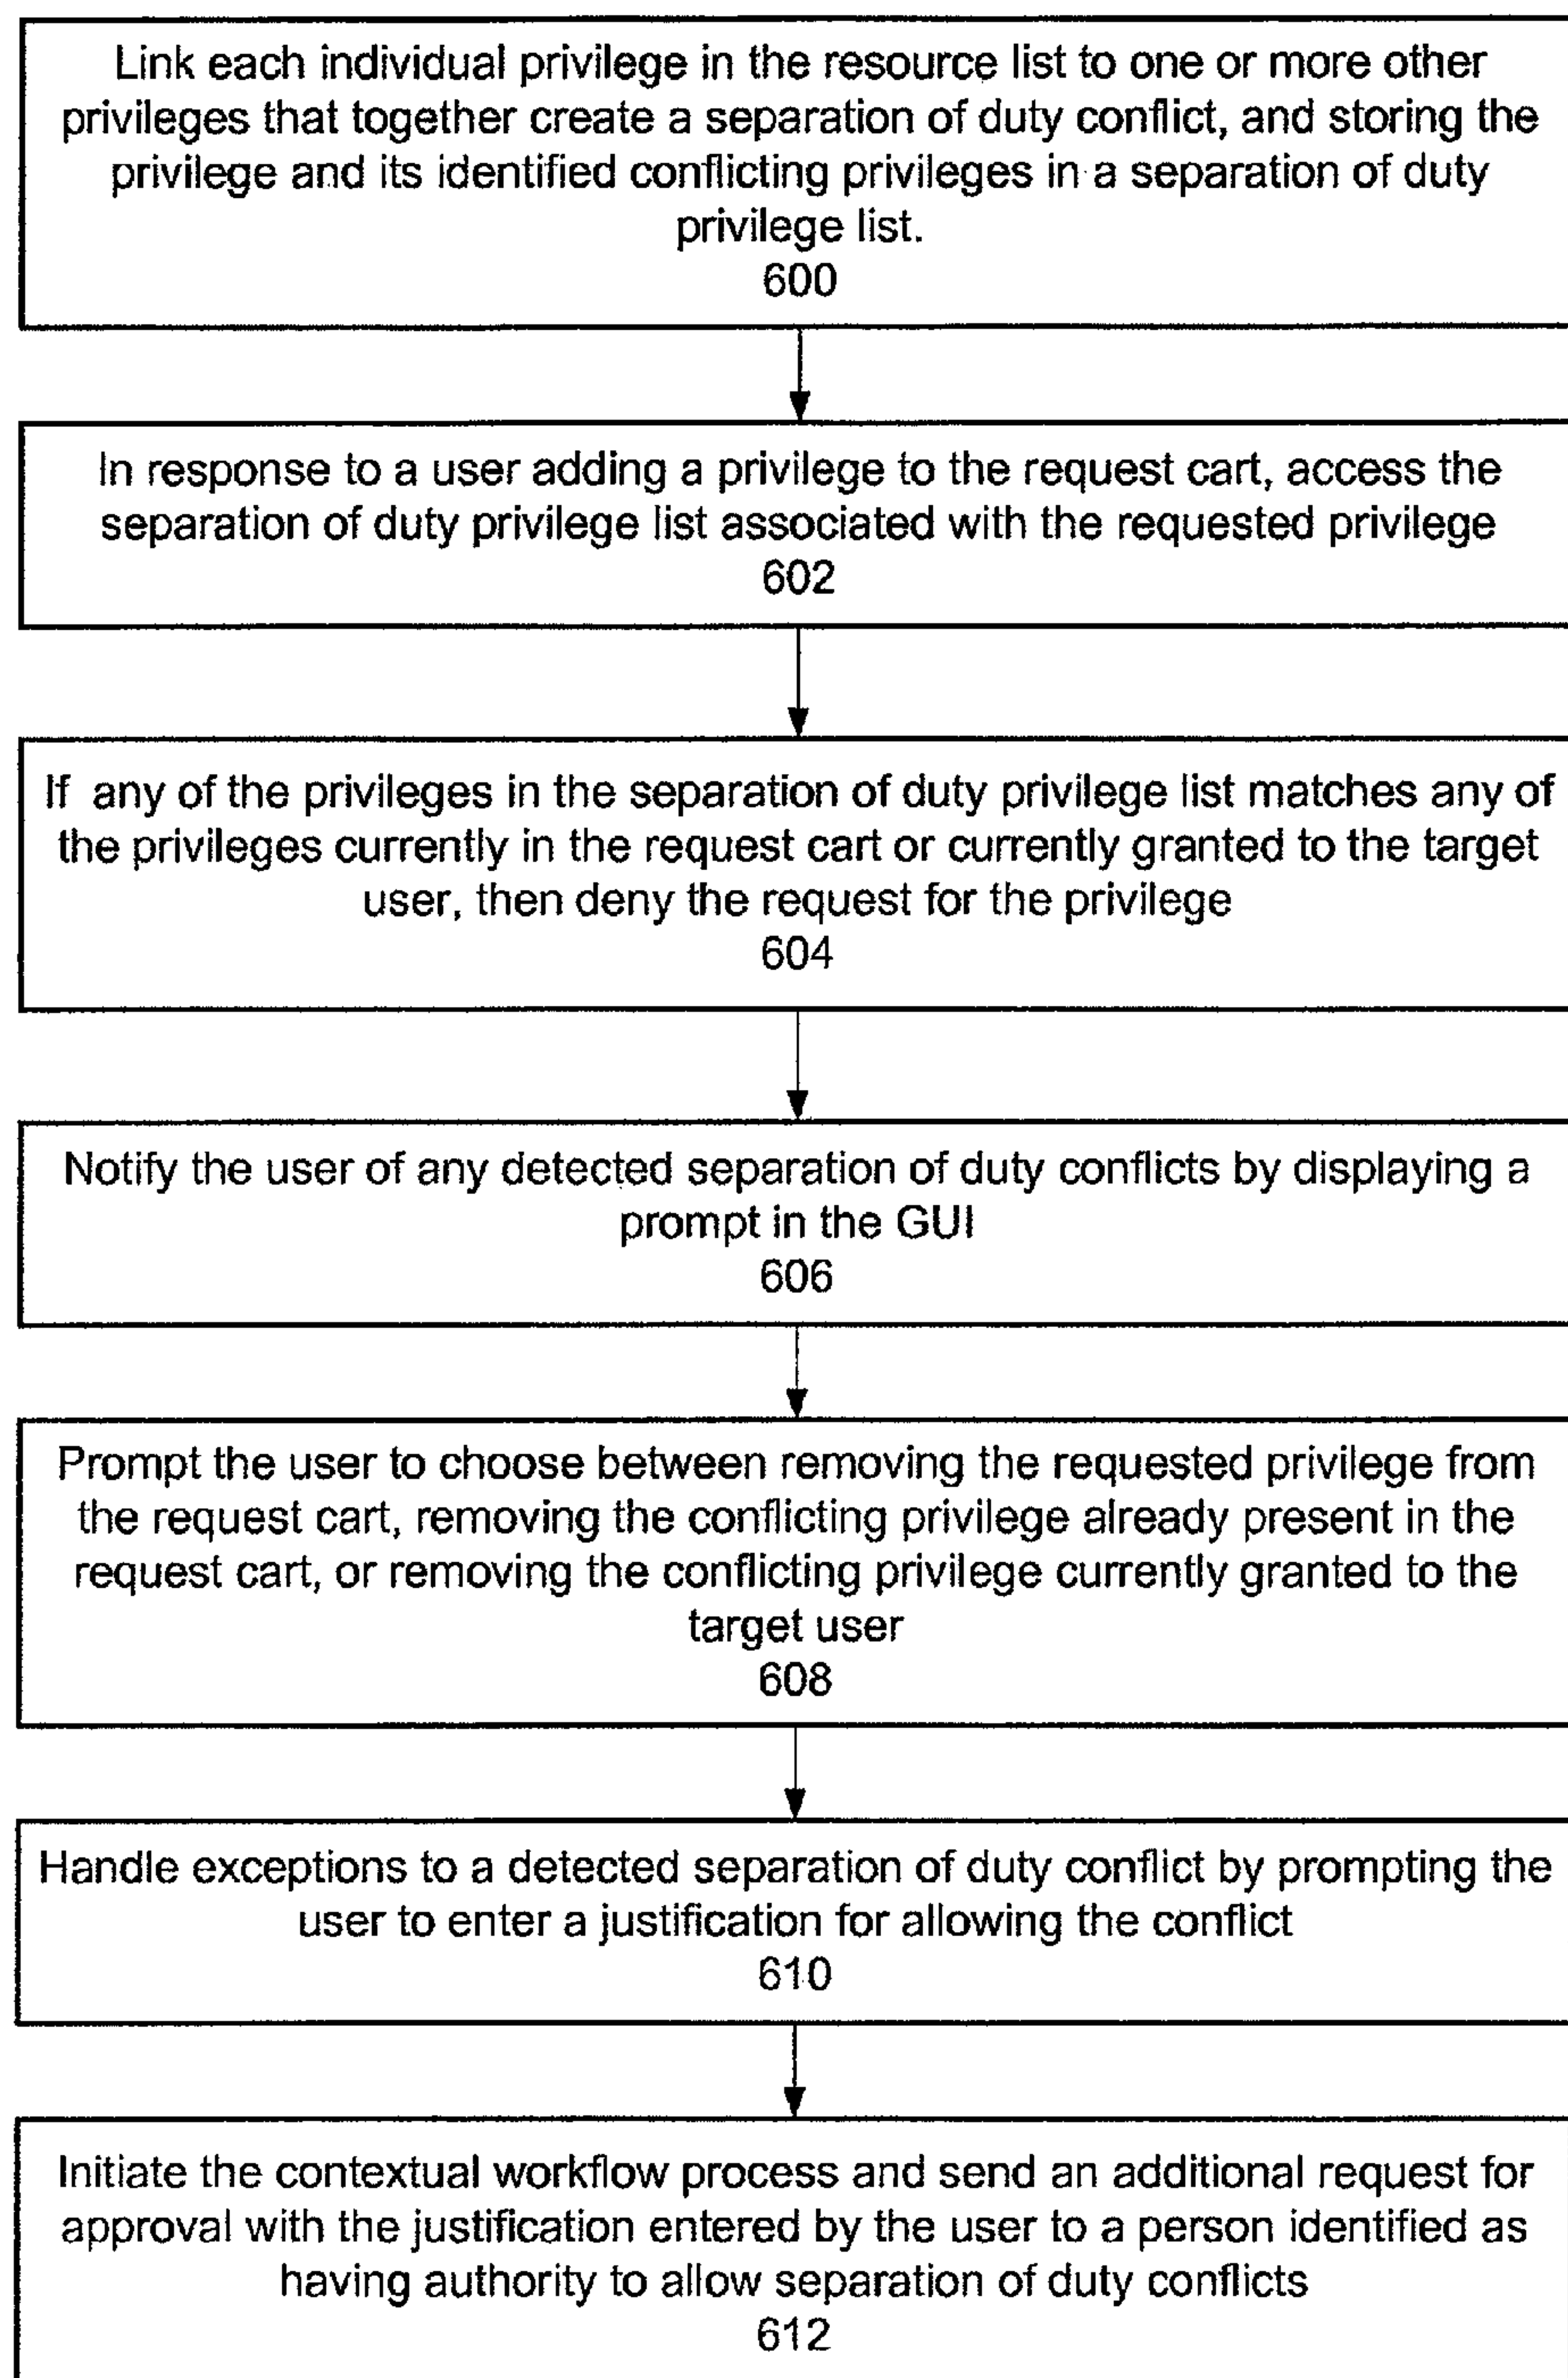 Link each individual privilege in the resource list to one or more other
privileges that together create a separation of duty conflict, and storing the
privilege and its identified conflicting privileges in a separation of duty
privilege list.
600
In response to a user adding a privilege to the request cart, access the
separation of duty privilege list associated with the requested privilege
602
If any of the privileges in the separation of duty privilege list matches any of
the privileges currently in the request cart or currently granted to the target
user, then deny the request for the privilege
604
Notify the user of any detected separation of duty conflicts by displaying a
prompt in the GUI
606
Prompt the user to choose between removing the requested privilege from
the request cart, removing the conflicting privilege already present in the
request cart, or removing the conflicting privilege currently granted to the
target user
608
Handle exceptions to a detected separation of duty conflict by prompting the
user to enter a justification for allowing the conflict
610
Initiate the contextual workflow process and send an additional request for
approval with the justification entered by the user to a person identified as
having authority to allow separation of duty conflicts
612